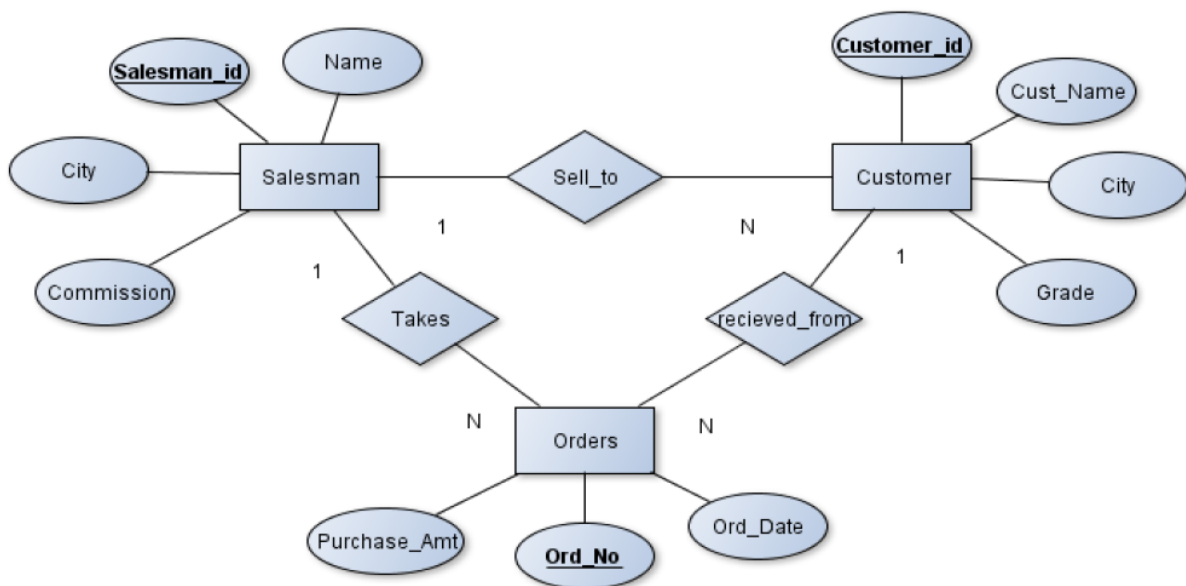 Customer_id
Name
Salesman_id
Cust_Name
City
Salesman
Sell_to
Customer
City
1
N
1
1
Commission
Takes
recieved_from
Grade
N
N
Orders
Purchase_Amt
Ord_No
Ord_Date